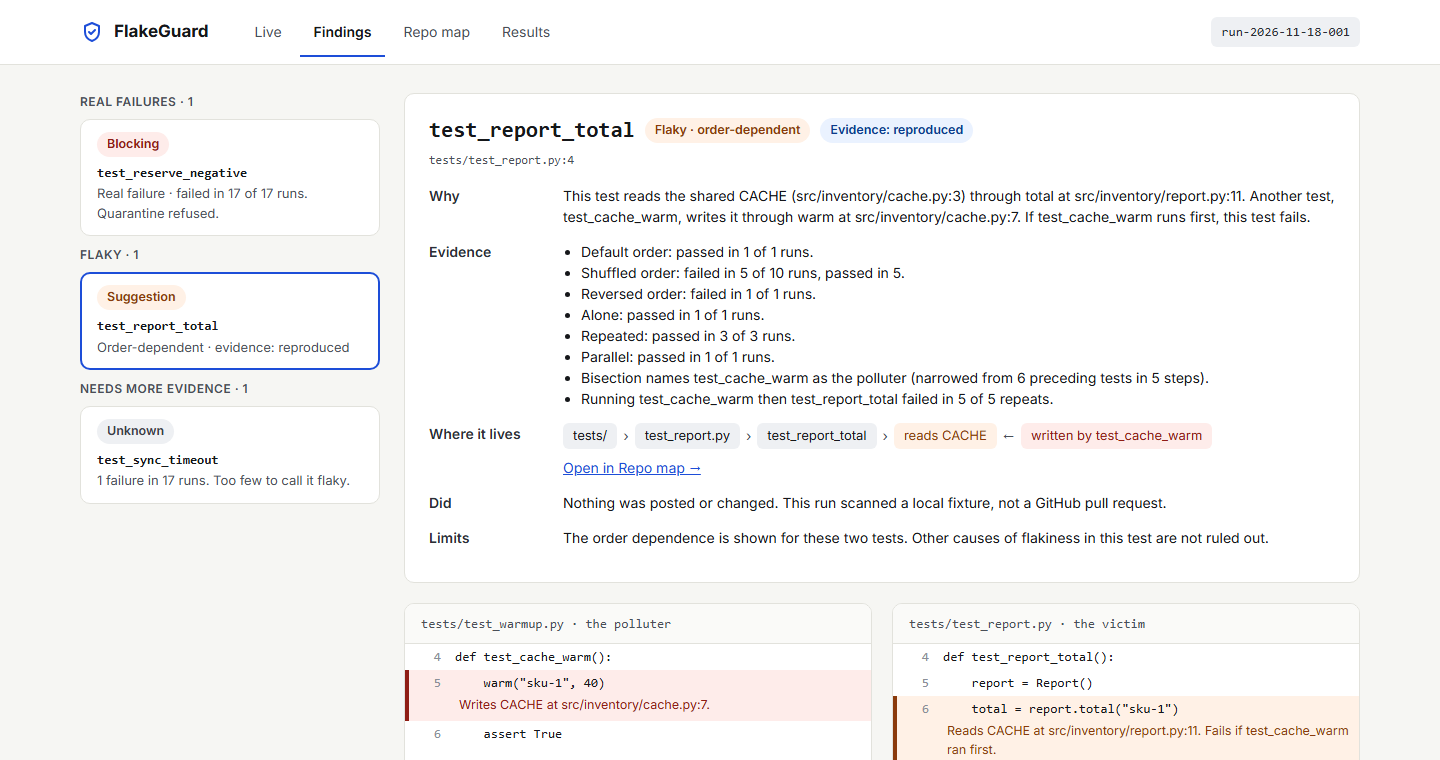 FlakeGuard
Live
Findings
Repo map
Results
run-2026-11-18-001
REAL FAILURES · 1
Blocking
test_reserve_negative
Real failure · failed in 17 of 17 runs.
Quarantine refused.
FLAKY · 1
Suggestion
test_report_total
Order-dependent · evidence: reproduced
NEEDS MORE EVIDENCE · 1
Unknown
test_sync_timeout
1 failure in 17 runs. Too few to call it flaky.
test_report_total
Flaky · order-dependent
Evidence: reproduced
tests/test_report.py:4
Why
This test reads the shared CACHE (src/inventory/cache.py:3) through total at src/inventory/report.py:11. Another test,
test_cache_warm, writes it through warm at src/inventory/cache.py:7. If test_cache_warm runs first, this test fails.
Evidence
• Default order: passed in 1 of 1 runs.
• Shuffled order: failed in 5 of 10 runs, passed in 5.
• Reversed order: failed in 1 of 1 runs.
• Alone: passed in 1 of 1 runs.
• Repeated: passed in 3 of 3 runs.
• Parallel: passed in 1 of 1 runs.
• Bisection names test_cache_warm as the polluter (narrowed from 6 preceding tests in 5 steps).
• Running test_cache_warm then test_report_total failed in 5 of 5 repeats.
Where it lives
tests/ › test_report.py › test_report_total › reads CACHE ← written by test_cache_warm
Open in Repo map →
Did
Nothing was posted or changed. This run scanned a local fixture, not a GitHub pull request.
Limits
The order dependence is shown for these two tests. Other causes of flakiness in this test are not ruled out.
tests/test_warmup.py · the polluter
4 def test_cache_warm():
5 warm("sku-1", 40)
Writes CACHE at src/inventory/cache.py:7.
6 assert True
tests/test_report.py · the victim
4 def test_report_total():
5 report = Report()
6 total = report.total("sku-1")
Reads CACHE at src/inventory/report.py:11. Fails if test_cache_warm
ran first.